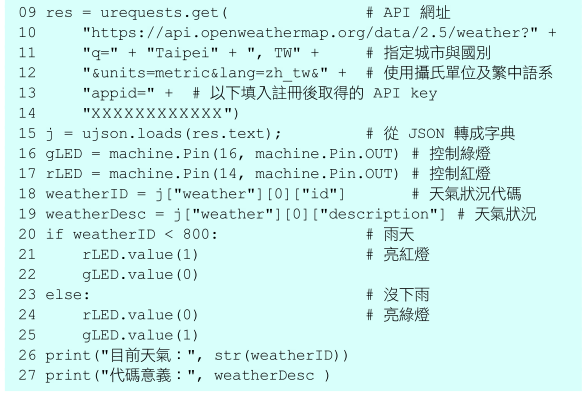 09 res = urequests.get(               # API 網址
10     "https://api.openweathermap.org/data/2.5/weather?" +
11     "q=" + "Taipei" + ", TW" +     # 指定城市與國別
12     "&units=metric&lang=zh_tw&" +  # 使用攝氏單位及繁中語系
13     "appid=" +  # 以下填入註冊後取得的 API key
14     "XXXXXXXXXXXX")
15 j = ujson.loads(res.text);         # 從 JSON 轉成字典
16 gLED = machine.Pin(16, machine.Pin.OUT) # 控制綠燈
17 rLED = machine.Pin(14, machine.Pin.OUT) # 控制紅燈
18 weatherID = j["weather"][0]["id"]       # 天氣狀況代碼
19 weatherDesc = j["weather"][0]["description"] # 天氣狀況
20 if weatherID < 800:                # 雨天
21     rLED.value(1)                  # 亮紅燈
22     gLED.value(0)
23 else:                              # 沒下雨
24     rLED.value(0)                  # 亮綠燈
25     gLED.value(1)
26 print("目前天氣：", str(weatherID))
27 print("代碼意義：", weatherDesc )